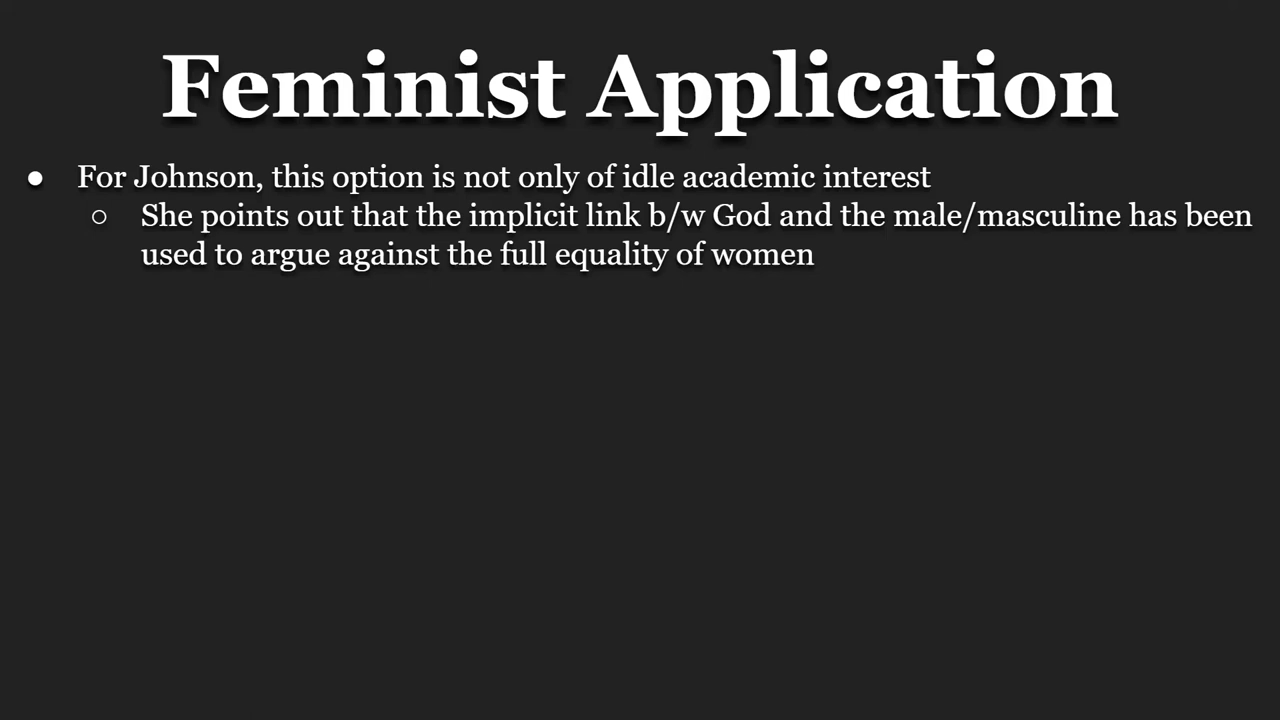 Feminist Application
● For Johnson, this option is not only of idle academic interest
○ She points out that the implicit link b/w God and the male/masculine has been
used to argue against the full equality of women